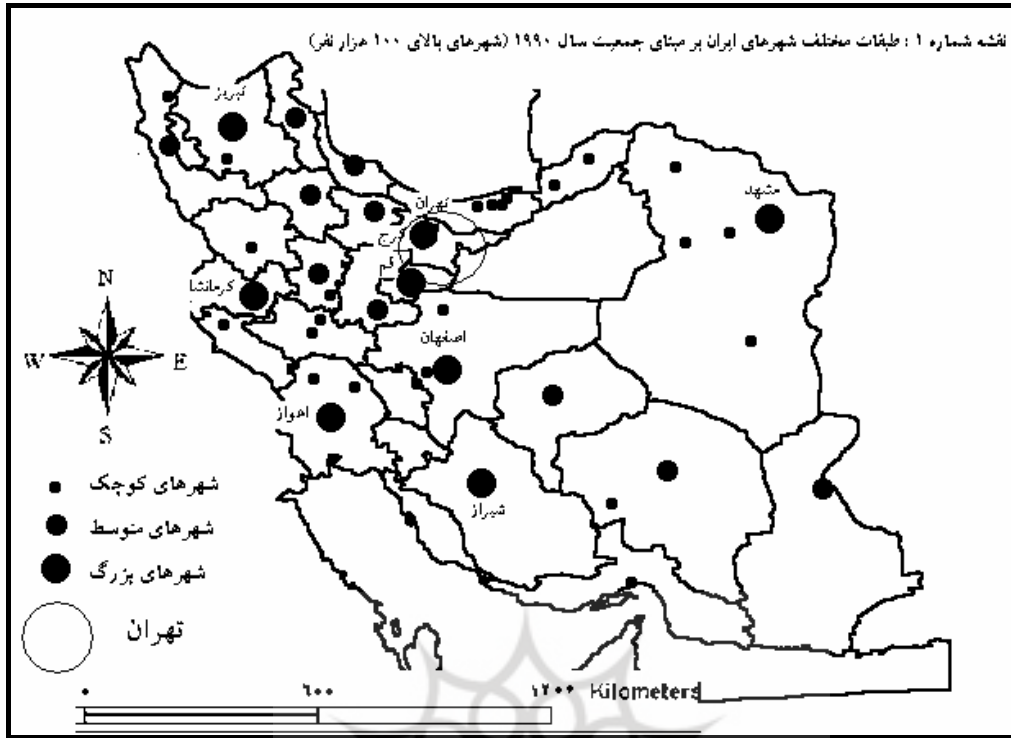 نقشه شماره ۱ : طبقات مختلف شهرهای ایران بر مبنای جمعیت سال ۱۹۹۰ (شهرهای بالای ۱۰۰ هزار نفر)
تبریز
مشهد
تهران
کرج
قم
کرمانشا
اصفهان
اهواز
شیراز
N
W E
S
شهرهای کوچک
شهرهای متوسط
شهرهای بزرگ
تهران
۰ ۶۰۰ ۱۲۰۰ Kilometers